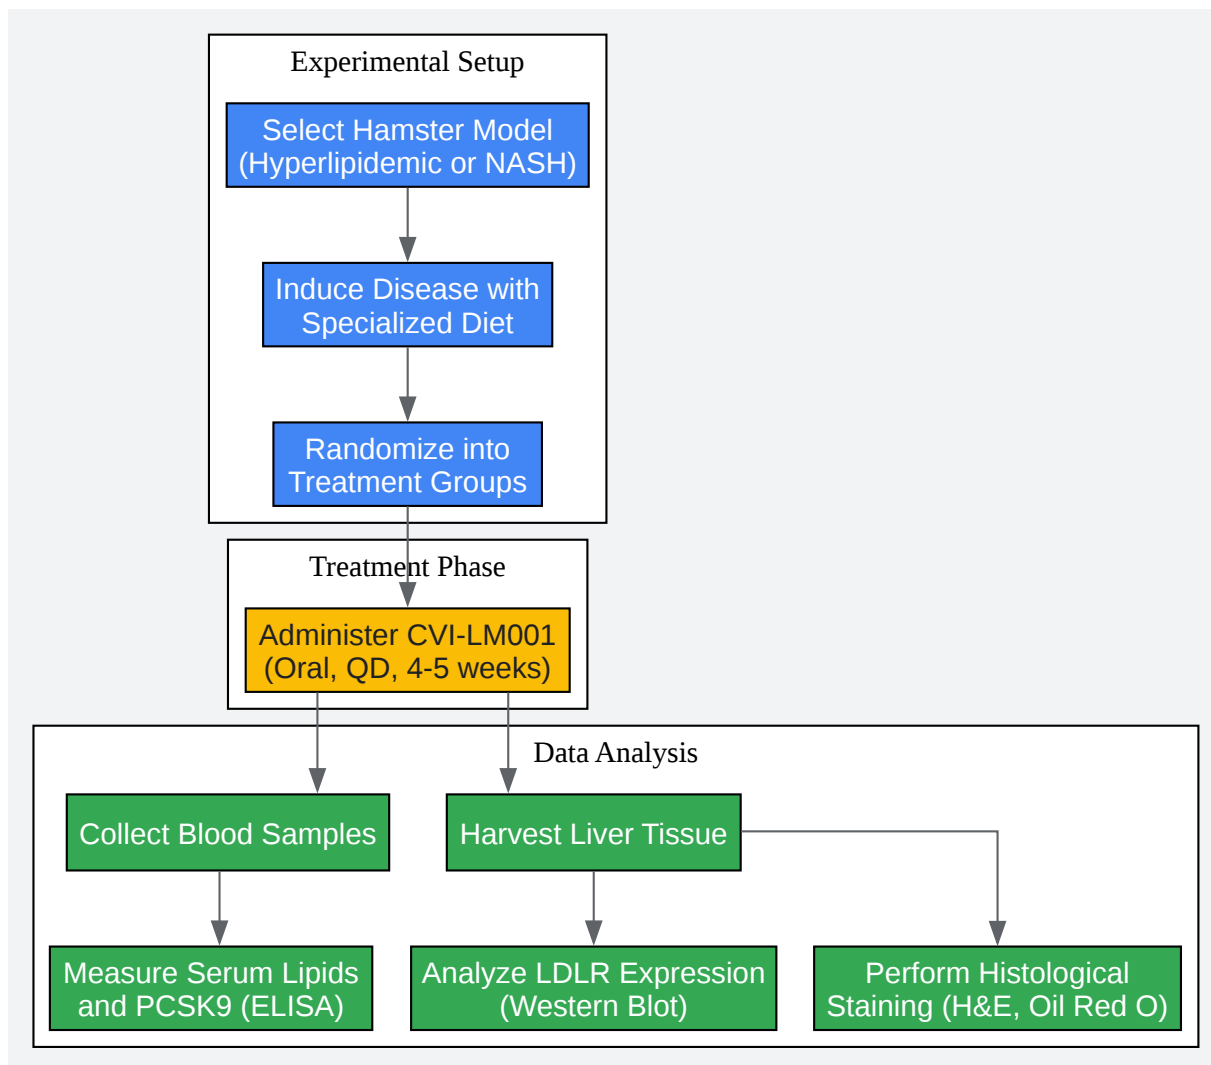 Experimental Setup
Select Hamster Model
(Hyperlipidemic or NASH)
Induce Disease with
Specialized Diet
Randomize into
Treatment Groups
Treatment Phase
Administer CVI-LM001
(Oral, QD, 4-5 weeks)
Data Analysis
Collect Blood Samples
Harvest Liver Tissue
Measure Serum Lipids
and PCSK9 (ELISA)
Analyze LDLR Expression
(Western Blot)
Perform Histological
Staining (H&E, Oil Red O)